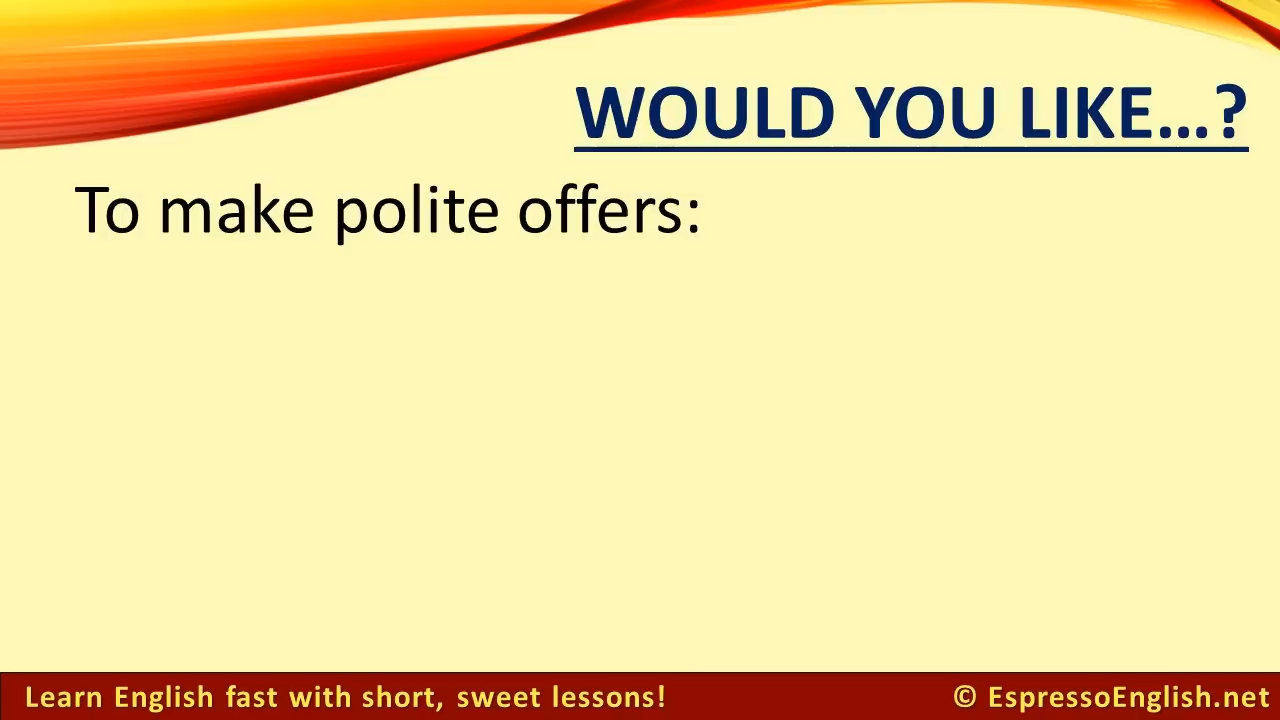 WOULD YOU LIKE...?
To make polite offers:
Learn English fast with short, sweet lessons!
© EspressoEnglish.net